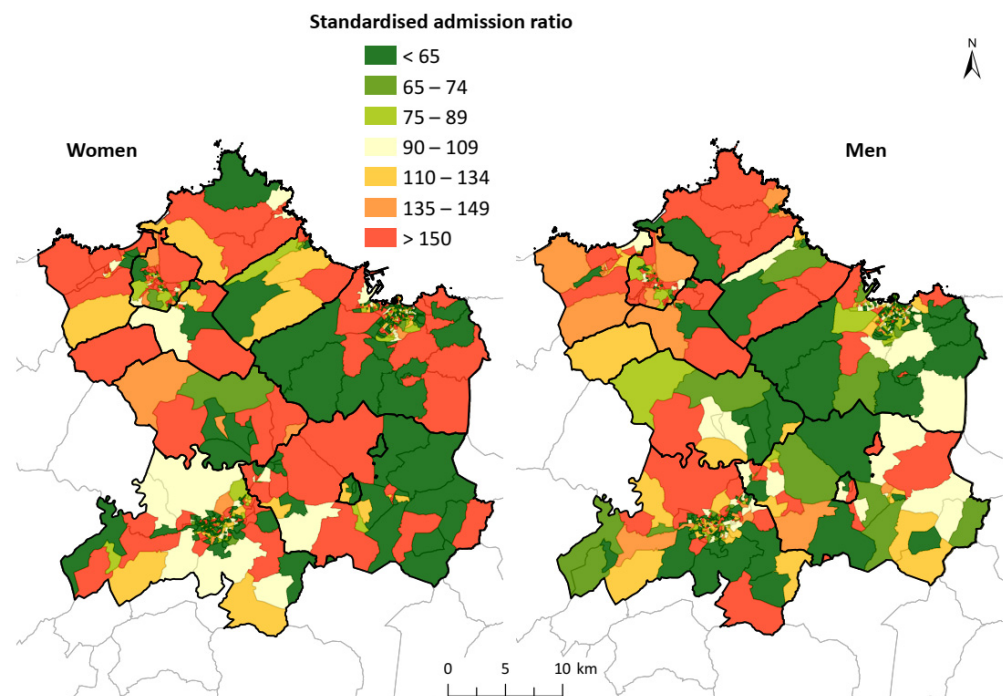 Standardised admission ratio
< 65
65 – 74
75 – 89
90 – 109
110 – 134
135 – 149
> 150
N
Women
Men
0 5 10 km